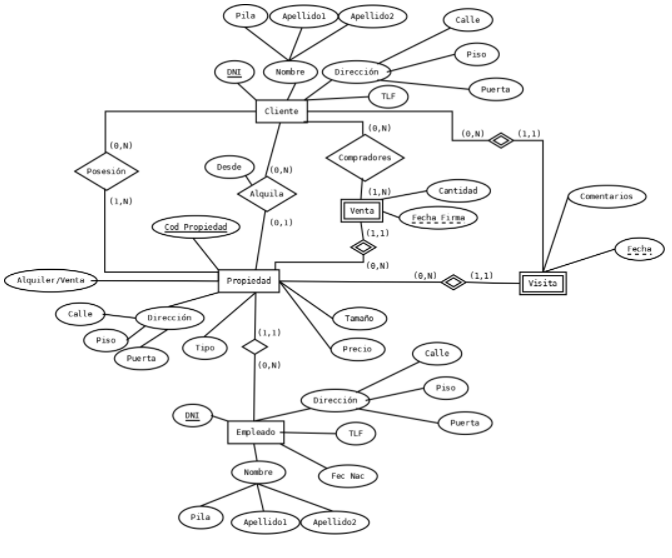 Pila
Apellido1
Apellido2
Calle
Piso
Puerta
DNI
Nombre
Dirección
TLF
Cliente
(0,N)
(0,N)
(0,N)
(0,N)
(1,1)
Posesión
Compradores
Desde
Alquila
(1,N)
(1,N)
(0,1)
Venta
Cantidad
Fecha Firma
Comentarios
Cod Propiedad
(1,1)
(0,N)
Fecha
Alquiler/Venta
Propiedad
(0,N)
(1,1)
Visita
Calle
Dirección
Piso
Puerta
Tipo
Tamaño
Precio
(1,1)
(0,N)
Calle
Piso
Puerta
Dirección
DNI
Empleado
TLF
Nombre
Fec Nac
Pila
Apellido1
Apellido2